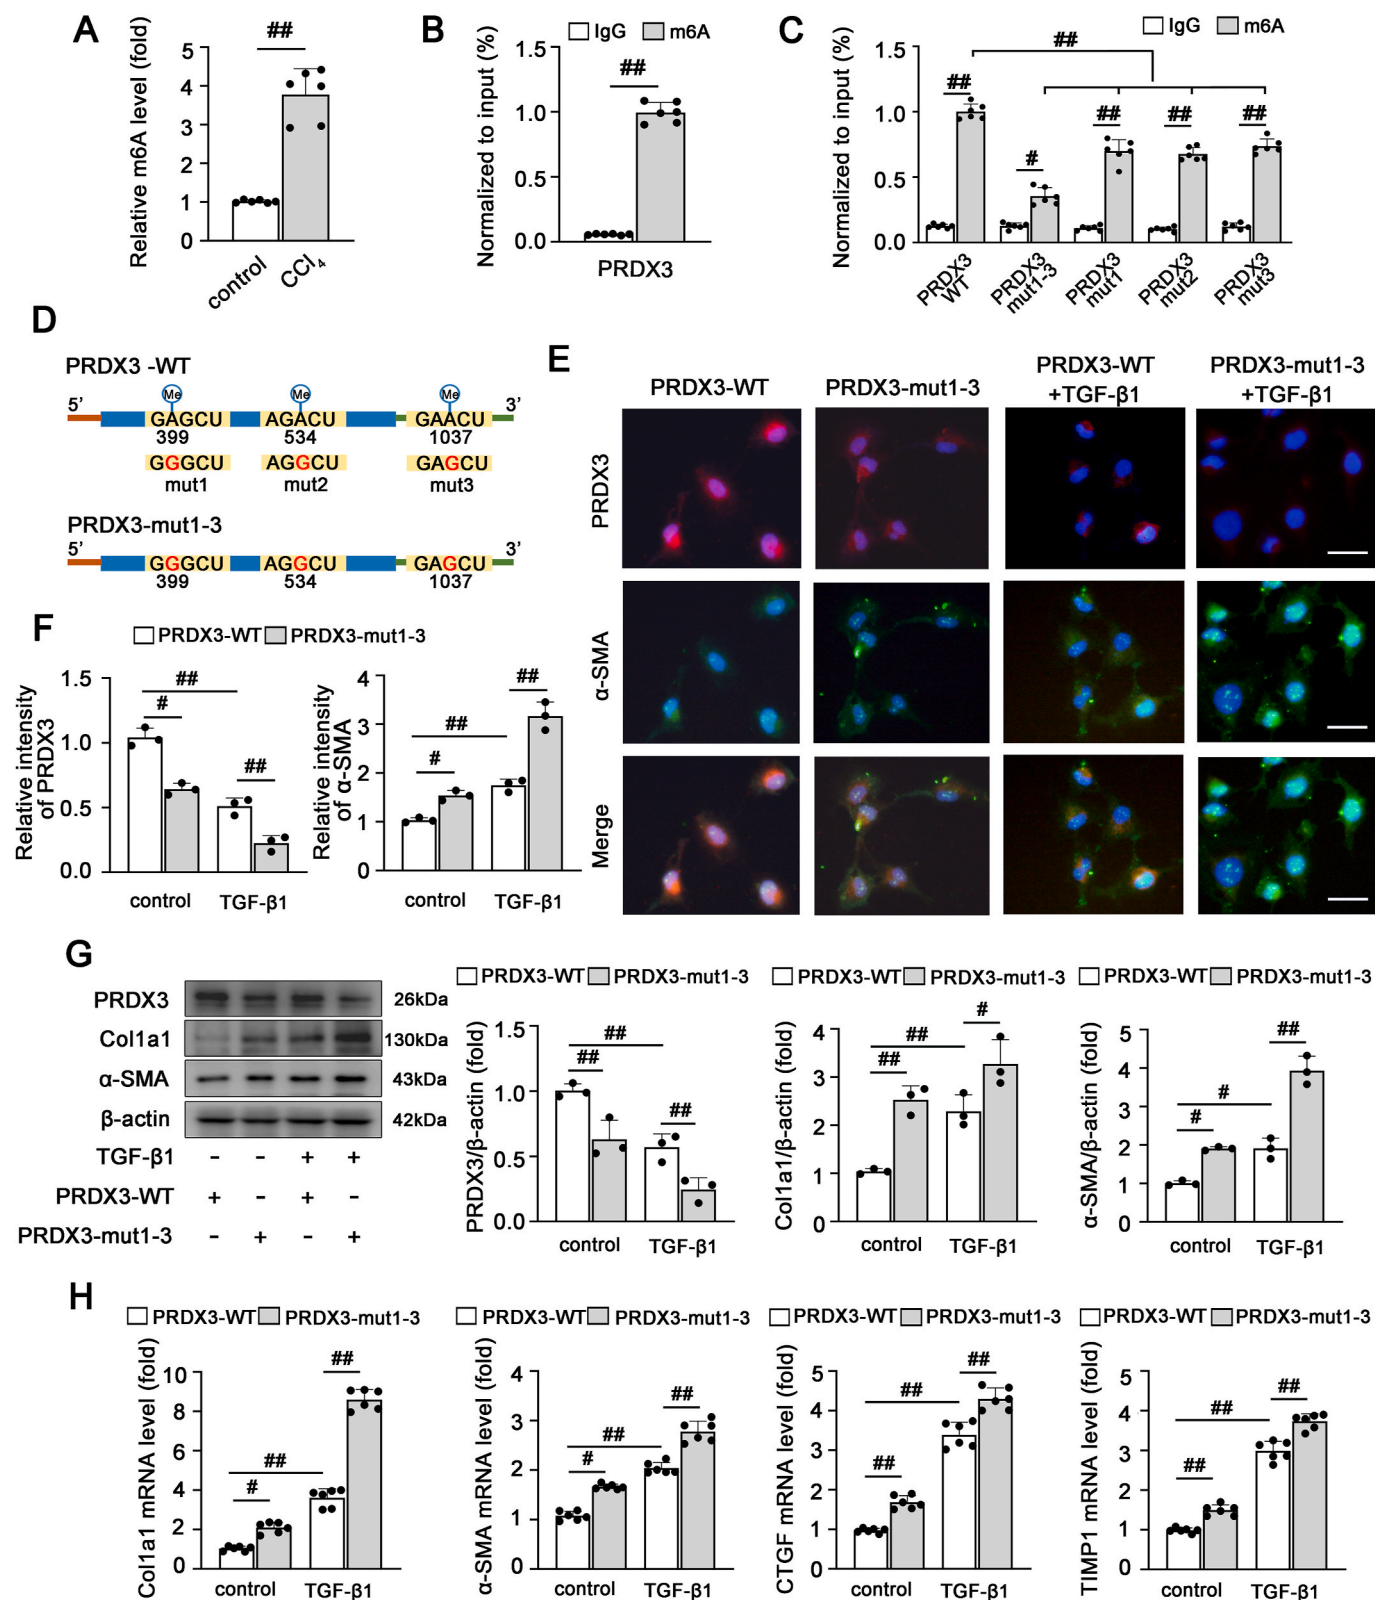 A
Relative m6A level (fold)
5
4
3
2
1
0
##
control
CCl4
B
IgG
m6A
Normalized to input (%)
1.5
1.0
0.5
0.0
##
PRDX3
C
IgG
m6A
Normalized to input (%)
1.5
1.0
0.5
0.0
##
##
#
##
##
##
PRDX3 WT
PRDX3 mut1-3
PRDX3 mut1
PRDX3 mut2
PRDX3 mut3
D
PRDX3 -WT
Me Me Me
5' GAGCU AGACU GAACU 3'
399 534 1037
GGGCU AGGCU GAGCU
mut1 mut2 mut3
PRDX3-mut1-3
5' GGGCU AGGCU GAGCU 3'
399 534 1037
E
PRDX3-WT
PRDX3-mut1-3
PRDX3-WT
+TGF-β1
PRDX3-mut1-3
+TGF-β1
PRDX3
α-SMA
Merge
F
PRDX3-WT
PRDX3-mut1-3
Relative intensity
of PRDX3
1.5
1.0
0.5
0.0
##
#
##
control
TGF-β1
Relative intensity
of α-SMA
4
3
2
1
0
##
##
#
control
TGF-β1
G
PRDX3 26kDa
Col1a1 130kDa
α-SMA 43kDa
β-actin 42kDa
TGF-β1 - - + +
PRDX3-WT + - + -
PRDX3-mut1-3 - + - +
PRDX3-WT
PRDX3-mut1-3
PRDX3/β-actin (fold)
1.5
1.0
0.5
0.0
##
##
##
control
TGF-β1
PRDX3-WT
PRDX3-mut1-3
Col1a1/β-actin (fold)
4
3
2
1
0
#
##
##
control
TGF-β1
PRDX3-WT
PRDX3-mut1-3
α-SMA/β-actin (fold)
5
4
3
2
1
0
##
#
#
control
TGF-β1
H
PRDX3-WT
PRDX3-mut1-3
Col1a1 mRNA level (fold)
10
8
6
4
2
0
##
##
#
control
TGF-β1
PRDX3-WT
PRDX3-mut1-3
α-SMA mRNA level (fold)
4
3
2
1
0
##
##
#
control
TGF-β1
PRDX3-WT
PRDX3-mut1-3
CTGF mRNA level (fold)
5
4
3
2
1
0
##
##
##
control
TGF-β1
PRDX3-WT
PRDX3-mut1-3
TIMP1 mRNA level (fold)
5
4
3
2
1
0
##
##
##
control
TGF-β1